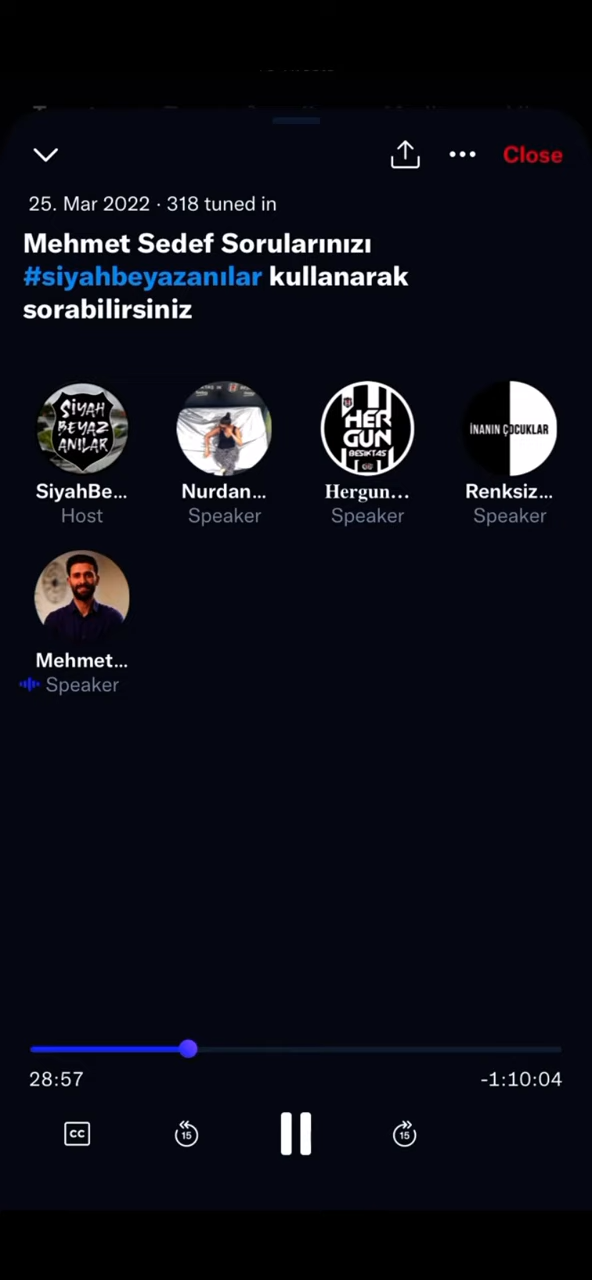 Close
25. Mar 2022 · 318 tuned in
Mehmet Sedef Sorularınızı
#siyahbeyazanılar kullanarak
sorabilirsiniz
SİYAH
BEYAZ
ANILAR
HER
GÜN
BEŞİKTAŞ
İNANIN ÇOCUKLAR
SiyahBe...
Nurdan...
Hergun...
Renksiz...
Host
Speaker
Speaker
Speaker
Mehmet...
Speaker
28:57
-1:10:04
CC
15
15